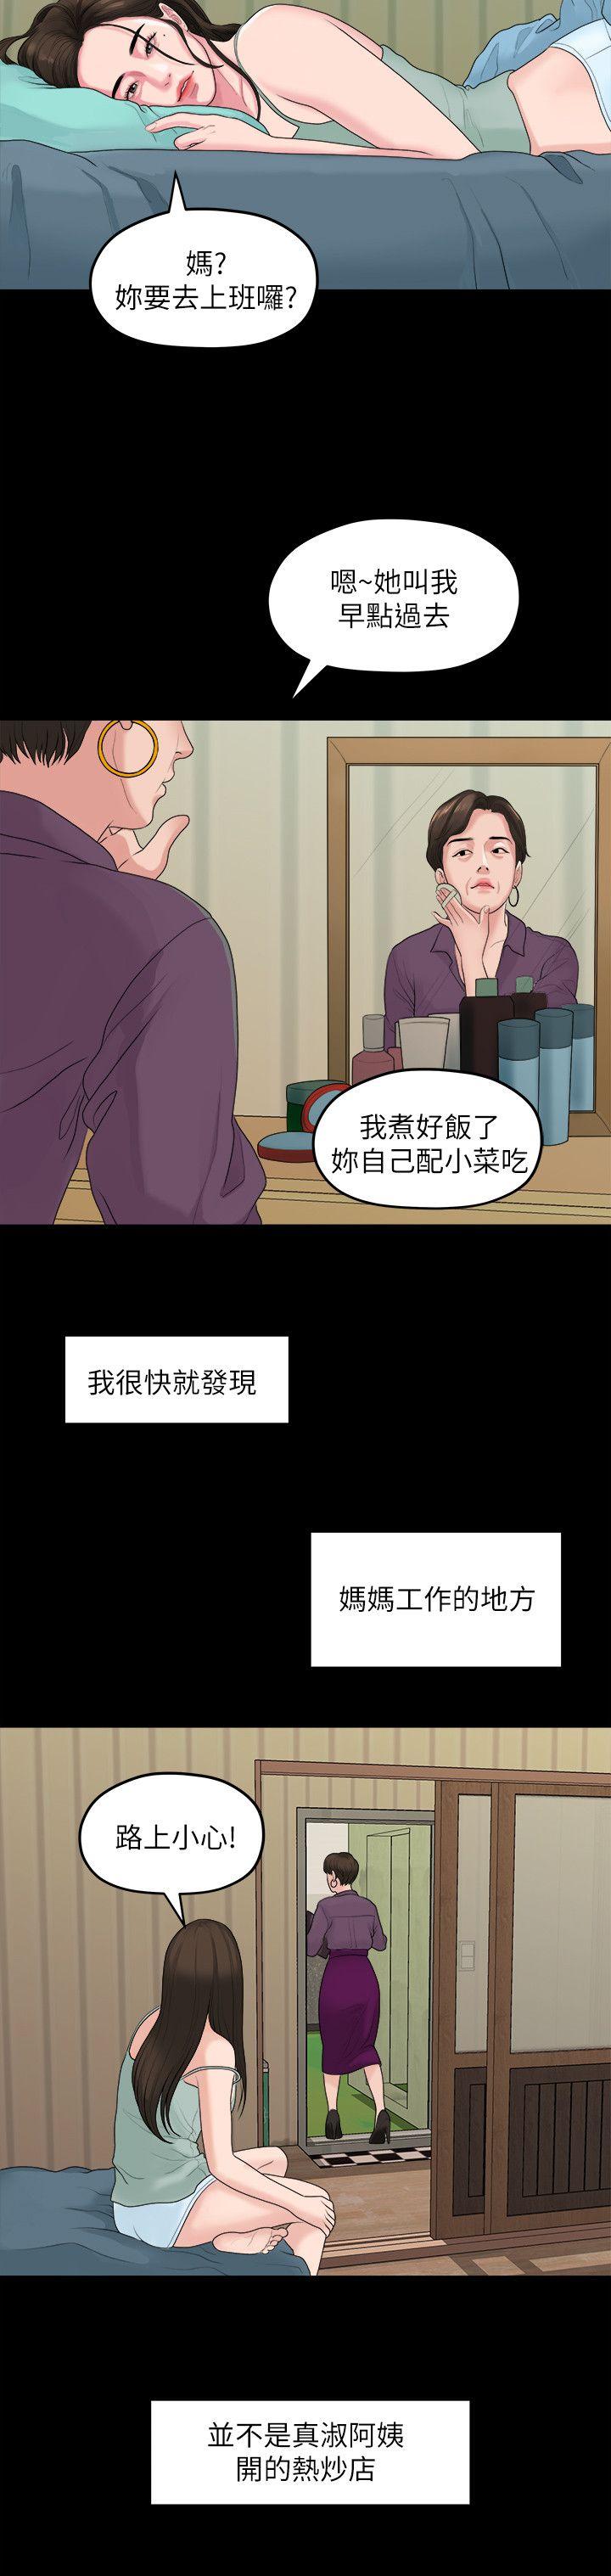 媽?
妳要去上班囉?
嗯~她叫我
早點過去
我煮好飯了
妳自己配小菜吃
我很快就發現
媽媽工作的地方
路上小心!
並不是真淑阿姨
開的熱炒店